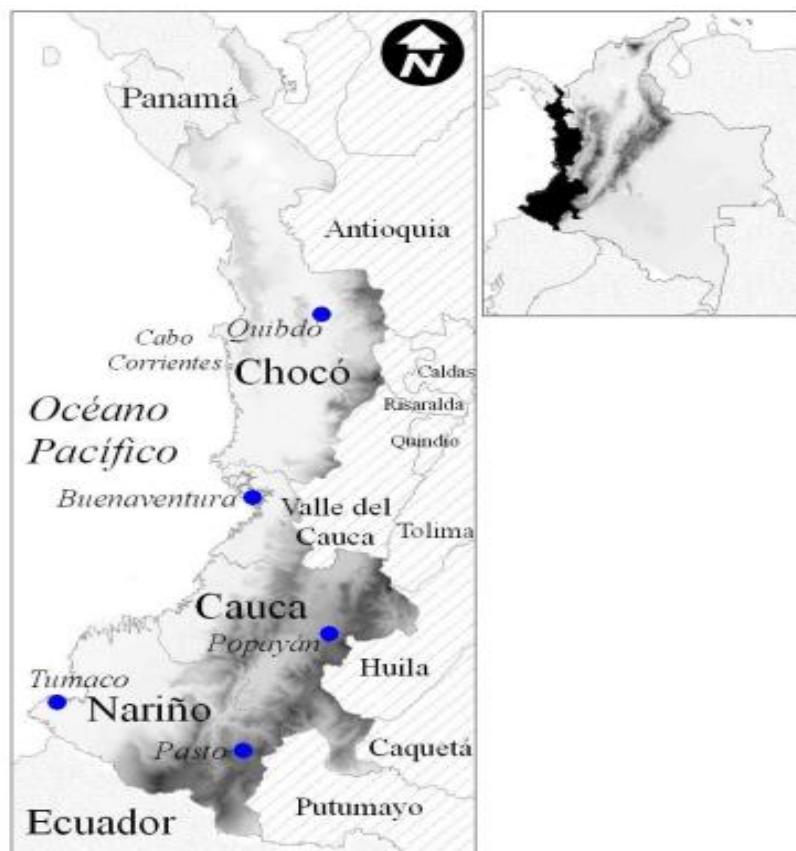 N
Panamá
Antioquia
Quibdo
Cabo
Corrientes
Chocó
Caldas
Risaralda
Quindío
Océano
Pacífico
Buenaventura
Valle del
Cauca
Tolima
Cauca
Popayán
Huila
Tumaco
Nariño
Pasto
Caquetá
Putumayo
Ecuador